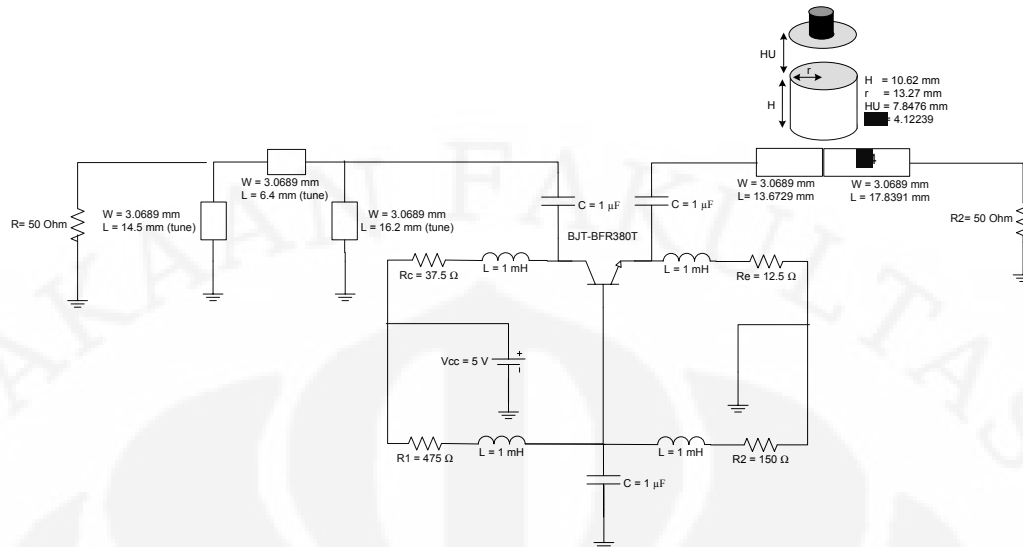 HU
r
H
H = 10.62 mm
r = 13.27 mm
HU = 7.8476 mm
= 4.12239
W = 3.0689 mm
L = 6.4 mm (tune)
R= 50 Ohm
W = 3.0689 mm
L = 14.5 mm (tune)
W = 3.0689 mm
L = 16.2 mm (tune)
W = 3.0689 mm
L= 13.6729 mm
W = 3.0689 mm
L = 17.8391 mm
R2= 50 Ohm
C = 1 μF
C = 1 μF
BJT-BFR380T
Rc = 37.5 Ω
L = 1 mH
L = 1 mH
Re = 12.5 Ω
Vcc = 5 V
+
-
R1 = 475 Ω
L = 1 mH
L = 1 mH
R2 = 150 Ω
C = 1 μF
AKAAN FAKULTAS